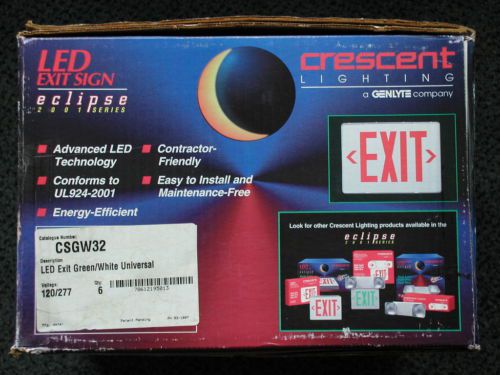 LED
EXIT SIGN
eclipse
2001 SERIES
crescent
LIGHTING
a GENLYTE company
Advanced LED
Technology
Conforms to
UL924-2001
Energy-Efficient
Contractor-
Friendly
Easy to Install and
Maintenance-Free
EXIT
Catalogue Number
CSGW32
Description
LED Exit Green/White Universal
Voltage
120/277
Qty
6
78612195013
Patent Pending
Look for other Crescent Lighting products available in the
eclipse
2001 SERIES
EXIT
EXIT
EXIT